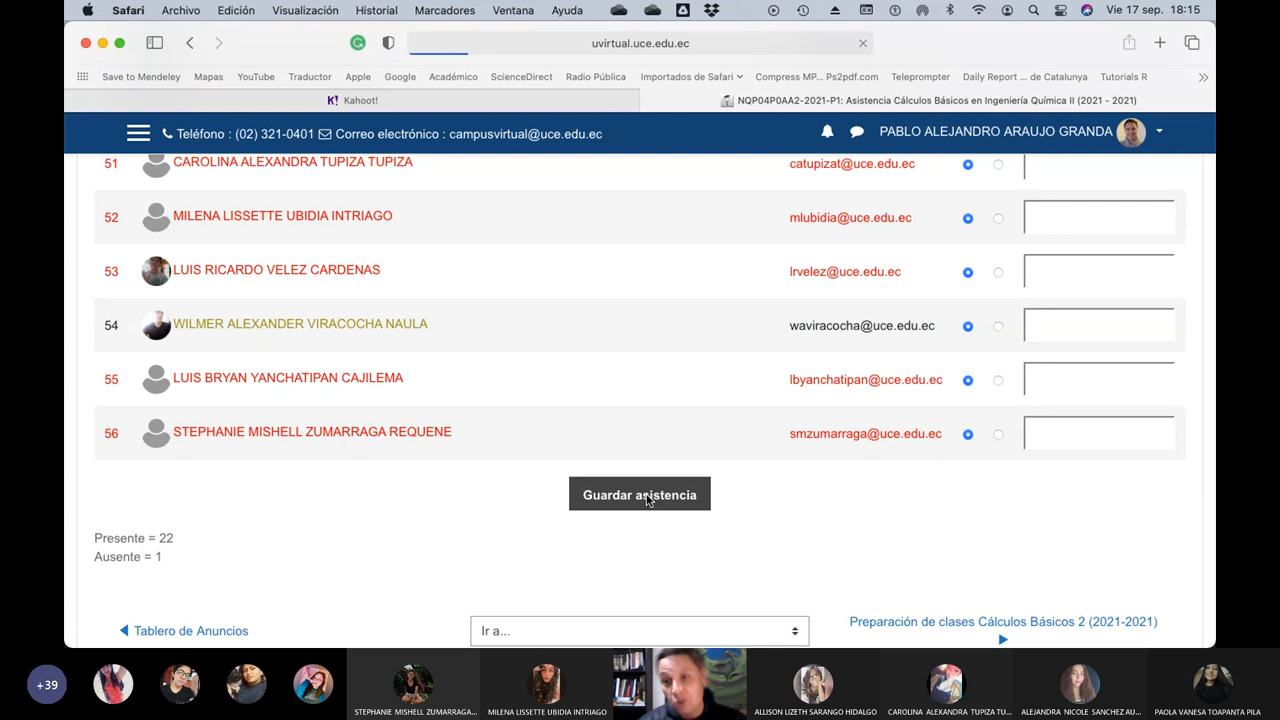 Safari Archivo Edición Visualización Historial Marcadores Ventana Ayuda Vie 17 sep. 18:15
uvirtual.uce.edu.ec
Save to Mendeley Mapas YouTube Traductor Apple Google Académico ScienceDirect Radio Pública Importados de Safari Compress MP... Ps2pdf.com Teleprompter Daily Report ... de Catalunya Tutorials R
K! Kahoot! NQP04P0AA2-2021-P1: Asistencia Cálculos Básicos en Ingeniería Química II (2021 - 2021)
Teléfono : (02) 321-0401 Correo electrónico : campusvirtual@uce.edu.ec PABLO ALEJANDRO ARAUJO GRANDA
51 CAROLINA ALEXANDRA TUPIZA TUPIZA catupizat@uce.edu.ec
52 MILENA LISSETTE UBIDIA INTRIAGO mlubidia@uce.edu.ec
53 LUIS RICARDO VELEZ CARDENAS lrvelez@uce.edu.ec
54 WILMER ALEXANDER VIRACOCHA NAULA waviracocha@uce.edu.ec
55 LUIS BRYAN YANCHATIPAN CAJILEMA lbyanchatipan@uce.edu.ec
56 STEPHANIE MISHELL ZUMARRAGA REQUENE smzumarraga@uce.edu.ec
Guardar asistencia
Presente = 22
Ausente = 1
Tablero de Anuncios Ir a... Preparación de clases Cálculos Básicos 2 (2021-2021)
+39
STEPHANIE MISHELL ZUMARRAGA... MILENA LISSETTE UBIDIA INTRIAGO ALLISON LIZETH SARANGO HIDALGO CAROLINA ALEXANDRA TUPIZA TU... ALEJANDRA NICOLE SANCHEZ AU... PAOLA VANESA TOAPANTA PILA